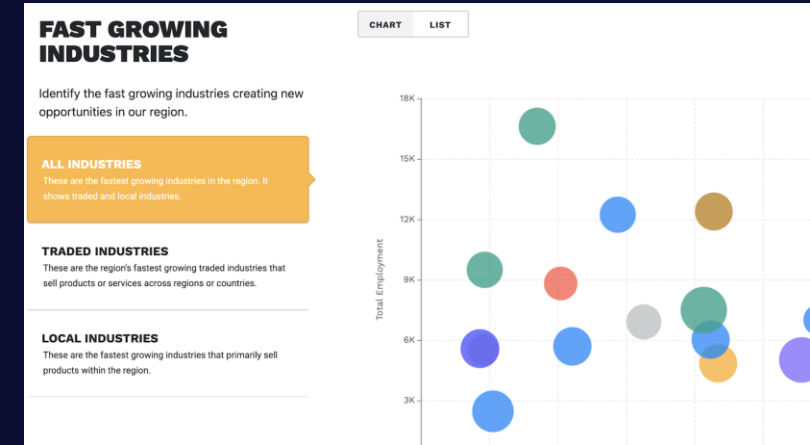 FAST GROWING
INDUSTRIES
Identify the fast growing industries creating new
opportunities in our region.
ALL INDUSTRIES
These are the fastest growing industries in the region. It
shows traded and local industries.
TRADED INDUSTRIES
These are the region's fastest growing traded industries that
sell products or services across regions or countries.
LOCAL INDUSTRIES
These are the fastest growing industries that primarily sell
products within the region.
CHART LIST
18K
15K
12K
9K
6K
3K
Total Employment